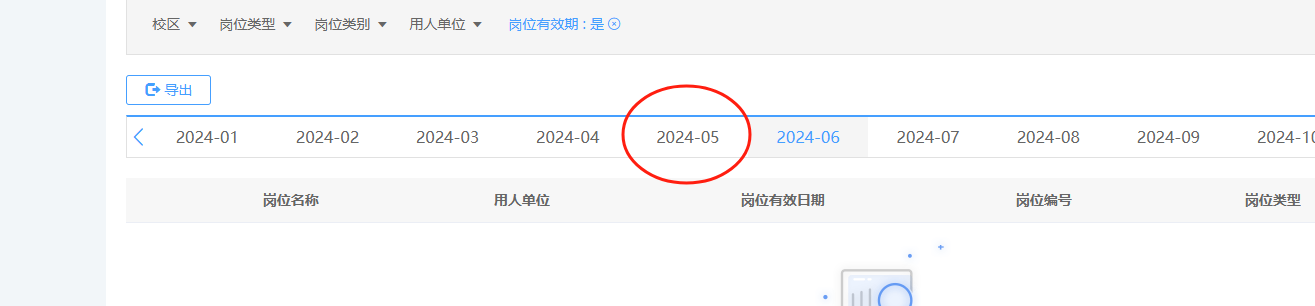 校区 岗位类型 岗位类别 用人单位 岗位有效期 : 是
导出
2024-01 2024-02 2024-03 2024-04 2024-05 2024-06 2024-07 2024-08 2024-09 2024-10
岗位名称 用人单位 岗位有效日期 岗位编号 岗位类型